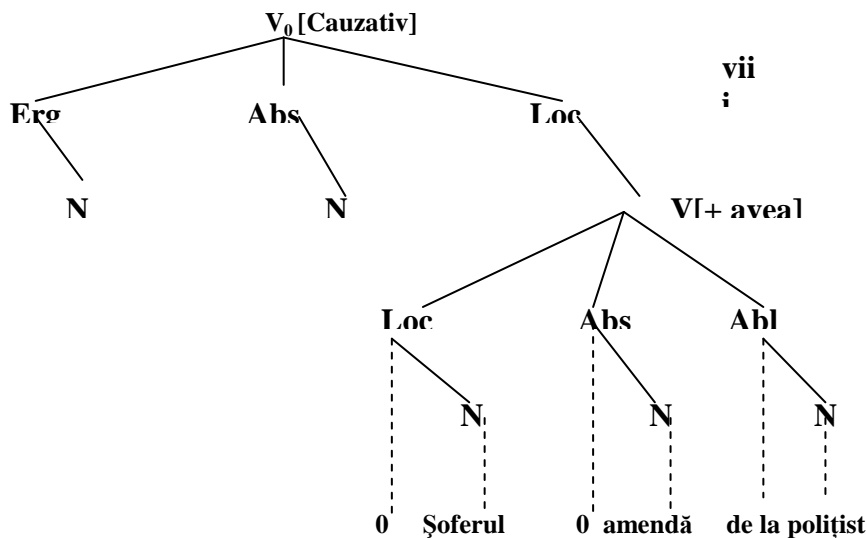 V₀ [Cauzativ]
vii
i
Erg Abs Loc
N N V[+ avea]
Loc Abs Abl
N N N
0 Şoferul 0 amendă de la poliţist